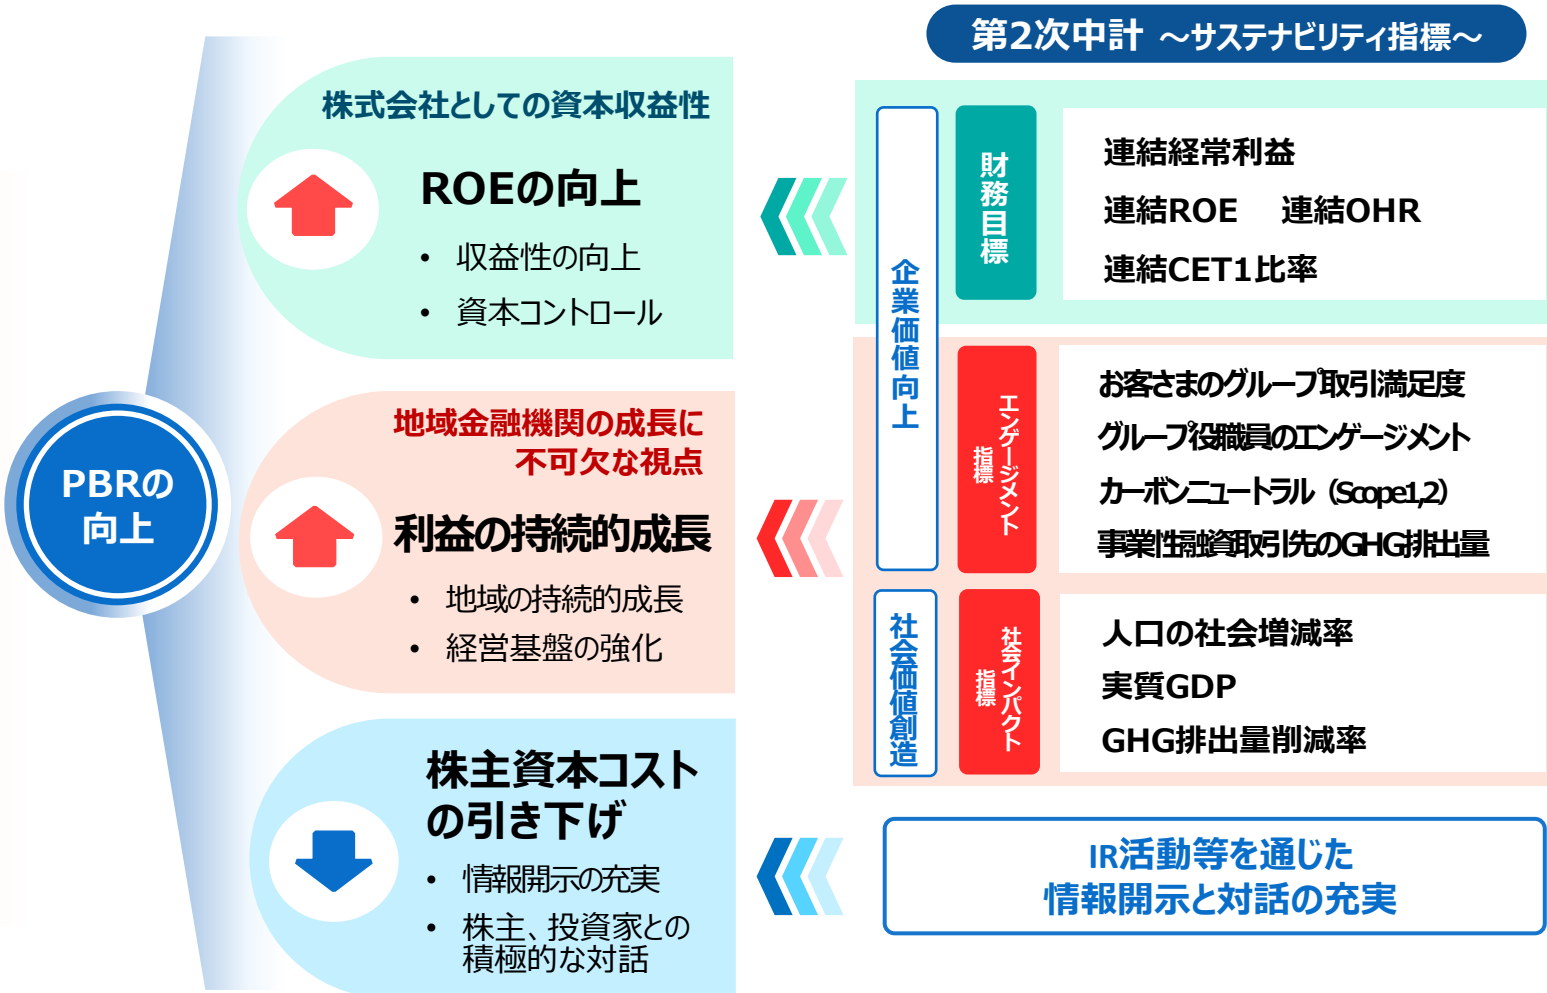 第2次中計 ～サステナビリティ指標～
PBRの
向上
株式会社としての資本収益性
ROEの向上
• 収益性の向上
• 資本コントロール
地域金融機関の成長に
不可欠な視点
利益の持続的成長
• 地域の持続的成長
• 経営基盤の強化
株主資本コスト
の引き下げ
• 情報開示の充実
• 株主、投資家との
積極的な対話
企業価値向上
財務目標
連結経常利益
連結ROE 連結OHR
連結CET1比率
エンゲージメント
指標
お客さまのグループ取引満足度
グループ役職員のエンゲージメント
カーボンニュートラル（Scope1,2）
事業性融資取引先のGHG排出量
社会価値創造
社会インパクト
指標
人口の社会増減率
実質GDP
GHG排出量削減率
IR活動等を通じた
情報開示と対話の充実